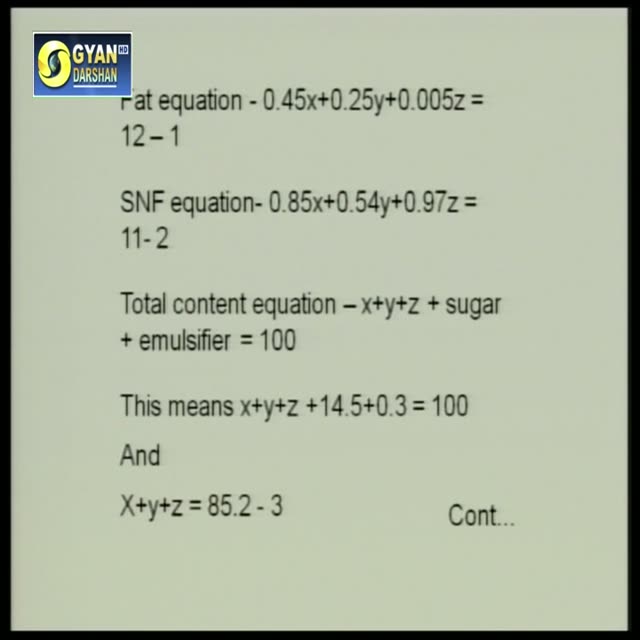 GYAN HD
DARSHAN
Fat equation - 0.45x+0.25y+0.005z =
12 – 1
SNF equation- 0.85x+0.54y+0.97z =
11- 2
Total content equation – x+y+z + sugar
+ emulsifier = 100
This means x+y+z +14.5+0.3 = 100
And
X+y+z = 85.2 - 3
Cont...